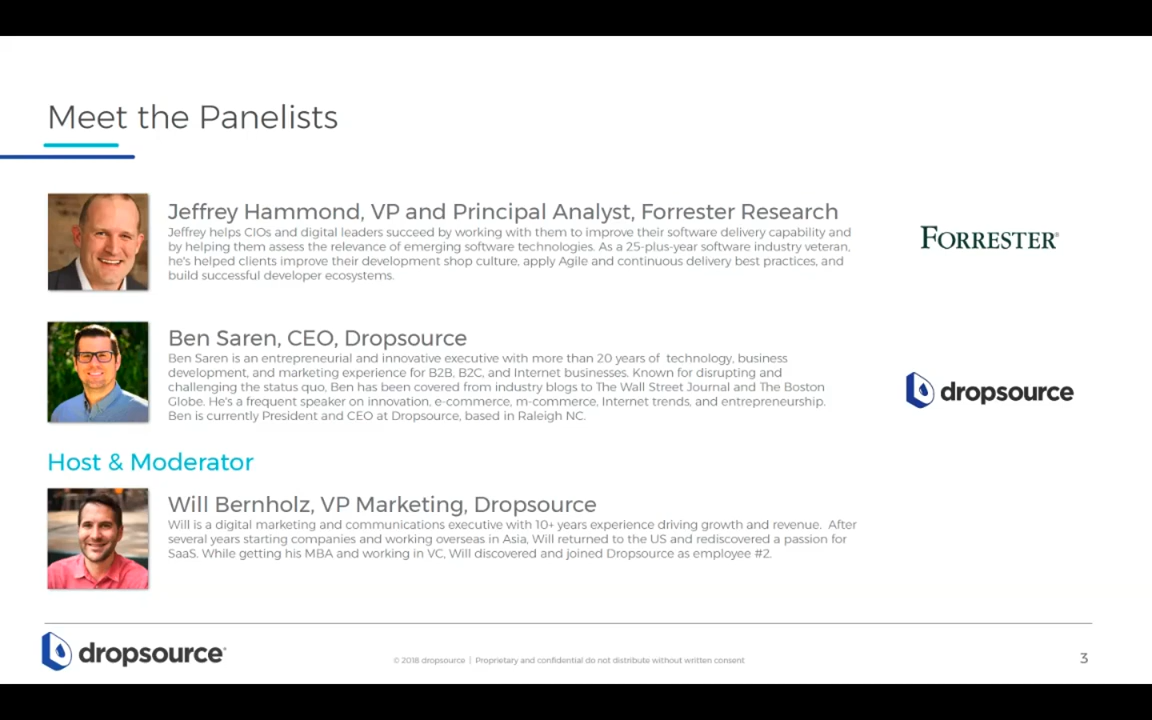 Meet the Panelists
Jeffrey Hammond, VP and Principal Analyst, Forrester Research
Jeffrey helps CIOs and digital leaders succeed by working with them to improve their software delivery capability and
by helping them assess the relevance of emerging software technologies. As a 25-plus-year software industry veteran,
he's helped clients improve their development shop culture, apply Agile and continuous delivery best practices, and
build successful developer ecosystems.
FORRESTER®
Ben Saren, CEO, Dropsource
Ben Saren is an entrepreneurial and innovative executive with more than 20 years of technology, business
development, and marketing experience for B2B, B2C, and Internet businesses. Known for disrupting and
challenging the status quo, Ben has been covered from industry blogs to The Wall Street Journal and The Boston
Globe. He's a frequent speaker on innovation, e-commerce, m-commerce, Internet trends, and entrepreneurship.
Ben is currently President and CEO at Dropsource, based in Raleigh NC.
dropsource
Host & Moderator
Will Bernholz, VP Marketing, Dropsource
Will is a digital marketing and communications executive with 10+ years experience driving growth and revenue. After
several years starting companies and working overseas in Asia, Will returned to the US and rediscovered a passion for
SaaS. While getting his MBA and working in VC, Will discovered and joined Dropsource as employee #2.
dropsource®
© 2018 dropsource | Proprietary and confidential do not distribute without written consent
3